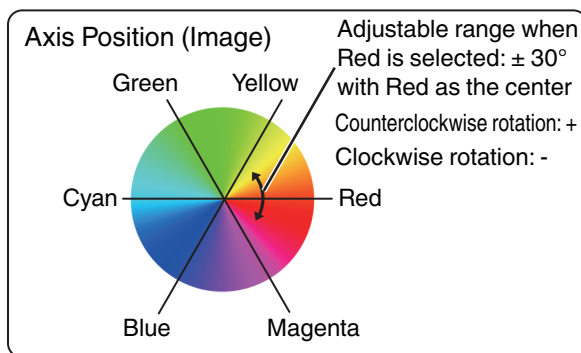 Axis Position (Image)
Adjustable range when
Red is selected: ± 30°
with Red as the center
Counterclockwise rotation: +
Clockwise rotation: -
Green
Yellow
Cyan
Red
Blue
Magenta